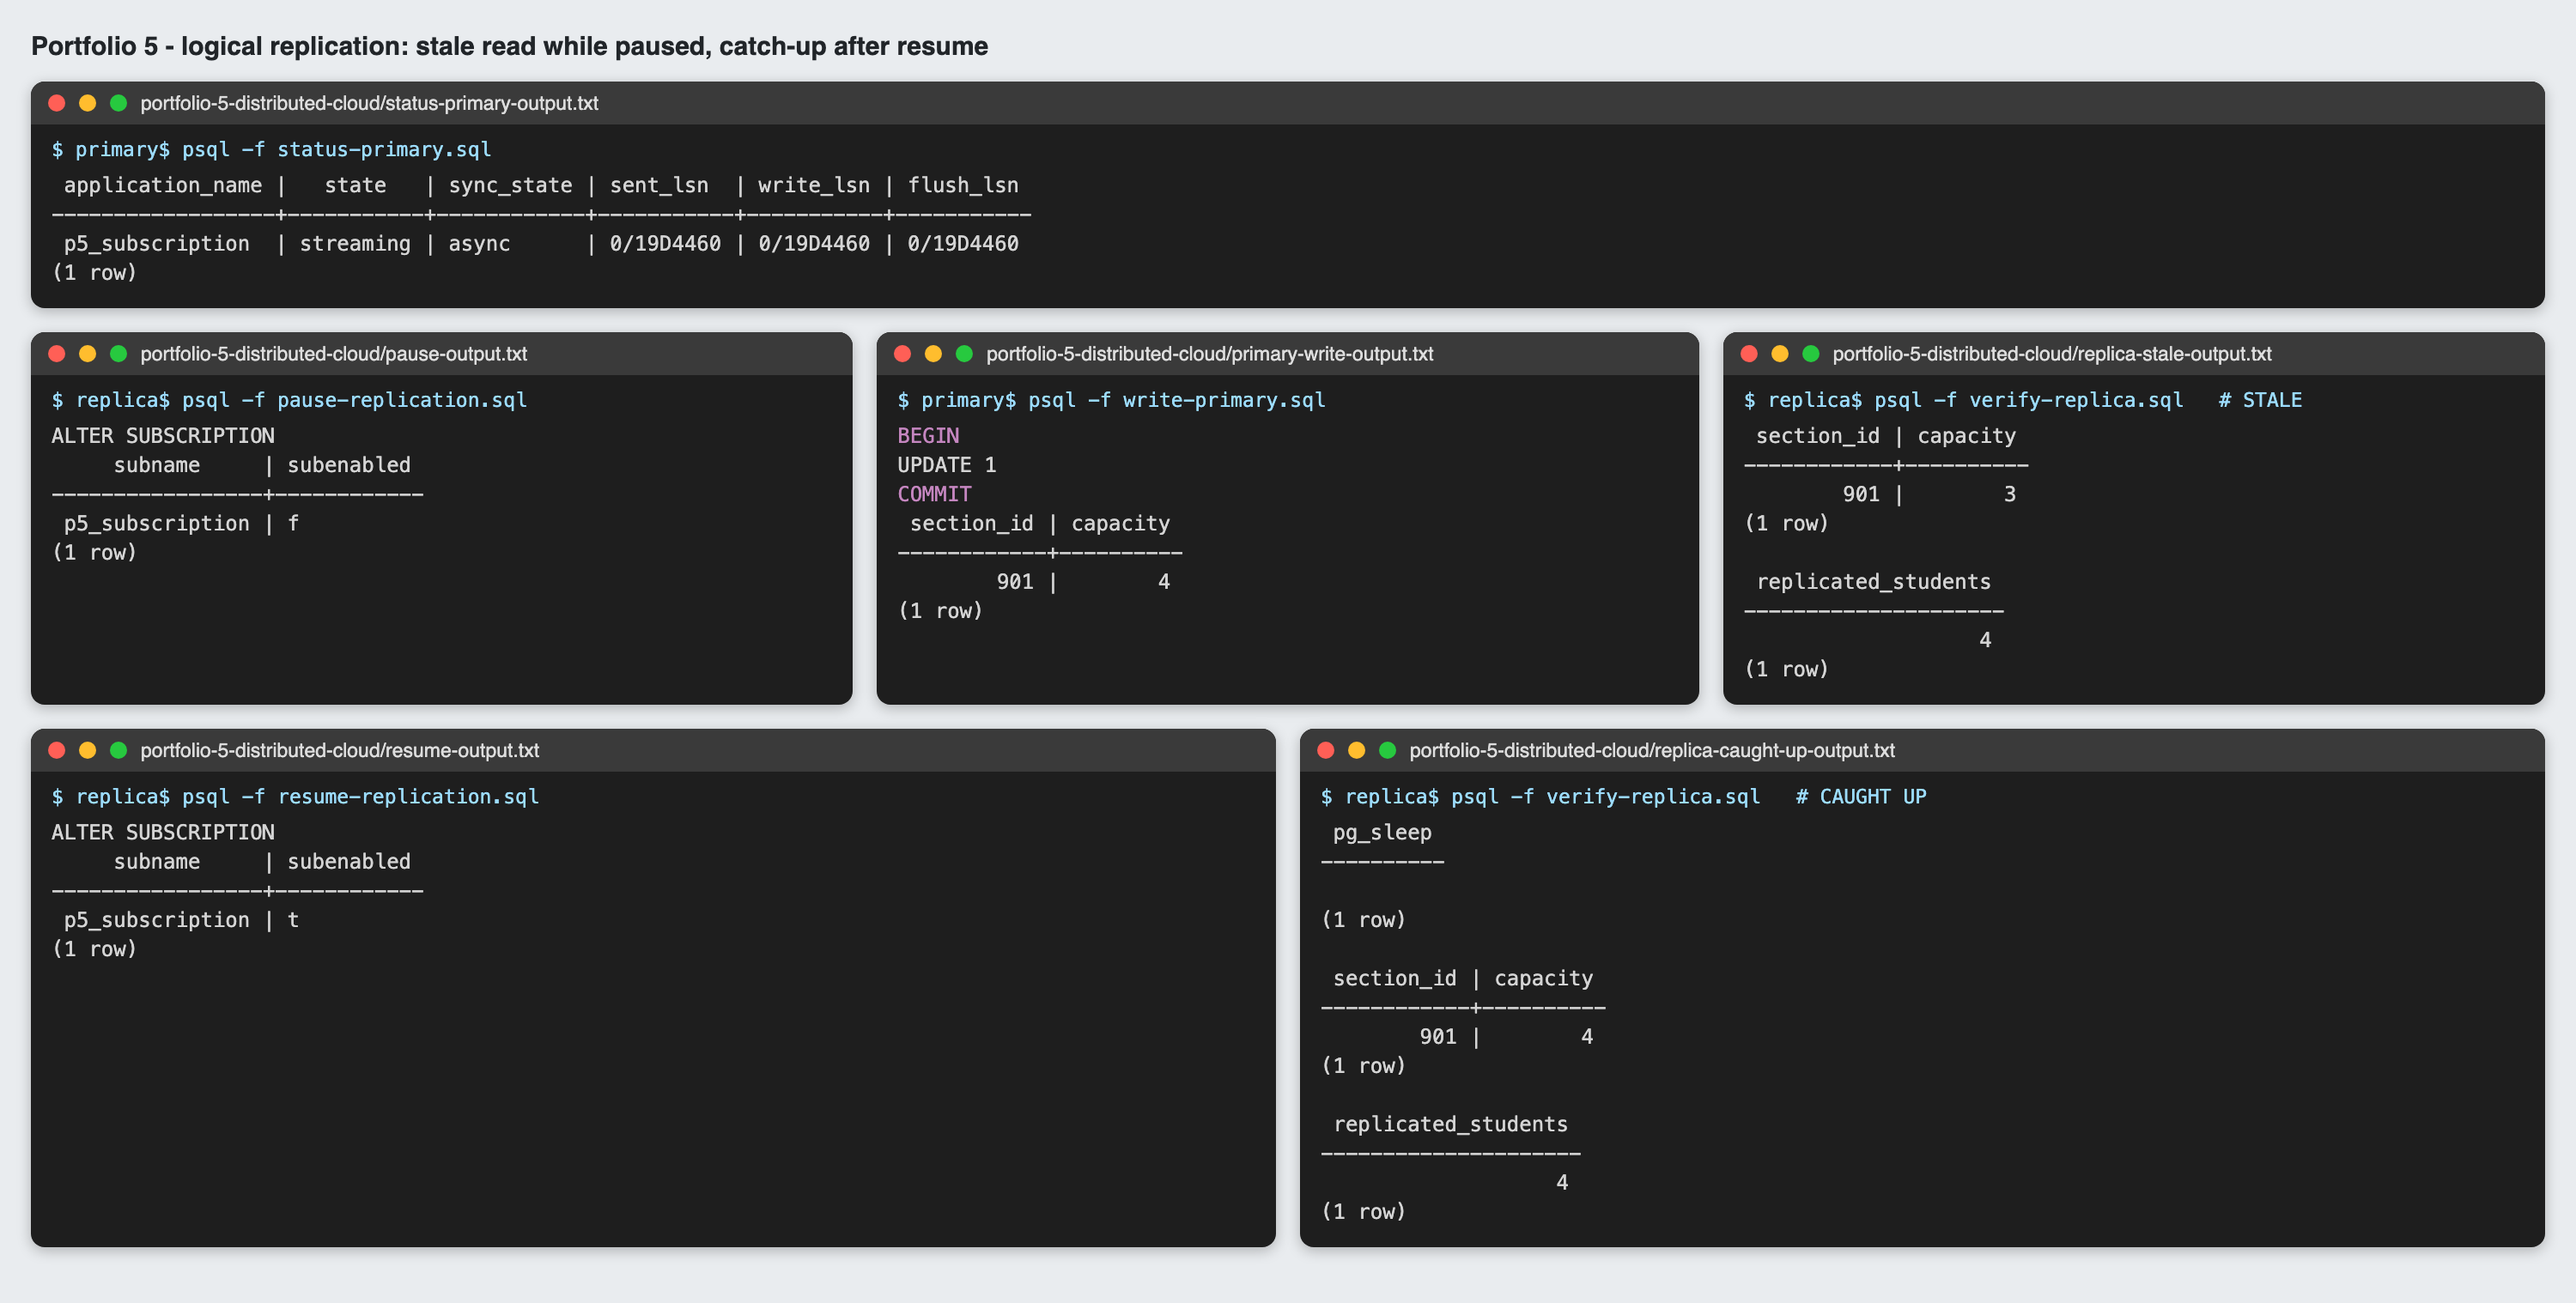 Portfolio 5 - logical replication: stale read while paused, catch-up after resume
portfolio-5-distributed-cloud/status-primary-output.txt
$ primary$ psql -f status-primary.sql
 application_name |   state   | sync_state | sent_lsn  | write_lsn | flush_lsn
------------------+-----------+------------+-----------+-----------+-----------
 p5_subscription  | streaming | async      | 0/19D4460 | 0/19D4460 | 0/19D4460
(1 row)
portfolio-5-distributed-cloud/pause-output.txt
$ replica$ psql -f pause-replication.sql
ALTER SUBSCRIPTION
     subname     | subenabled
-----------------+------------
 p5_subscription | f
(1 row)
portfolio-5-distributed-cloud/primary-write-output.txt
$ primary$ psql -f write-primary.sql
BEGIN
UPDATE 1
COMMIT
 section_id | capacity
------------+----------
        901 |        4
(1 row)
portfolio-5-distributed-cloud/replica-stale-output.txt
$ replica$ psql -f verify-replica.sql   # STALE
 section_id | capacity
------------+----------
        901 |        3
(1 row)
 replicated_students
---------------------
                   4
(1 row)
portfolio-5-distributed-cloud/resume-output.txt
$ replica$ psql -f resume-replication.sql
ALTER SUBSCRIPTION
     subname     | subenabled
-----------------+------------
 p5_subscription | t
(1 row)
portfolio-5-distributed-cloud/replica-caught-up-output.txt
$ replica$ psql -f verify-replica.sql   # CAUGHT UP
 pg_sleep
----------
(1 row)
 section_id | capacity
------------+----------
        901 |        4
(1 row)
 replicated_students
---------------------
                   4
(1 row)